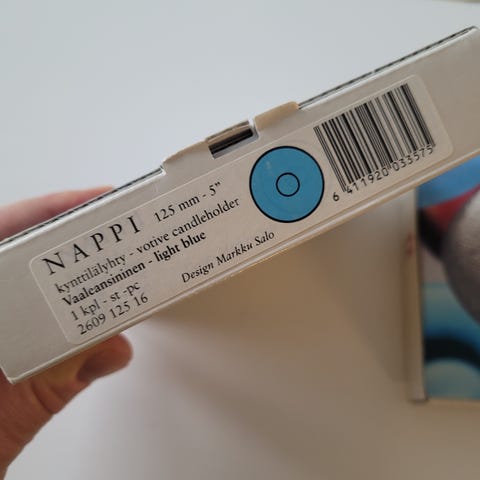 NAPPI 125 mm - 5"
kynttilälyhty - votive candleholder
Vaaleansininen - light blue
1 kpl - st - pc
2609 125 16
Design Markku Salo
6 411920 033575